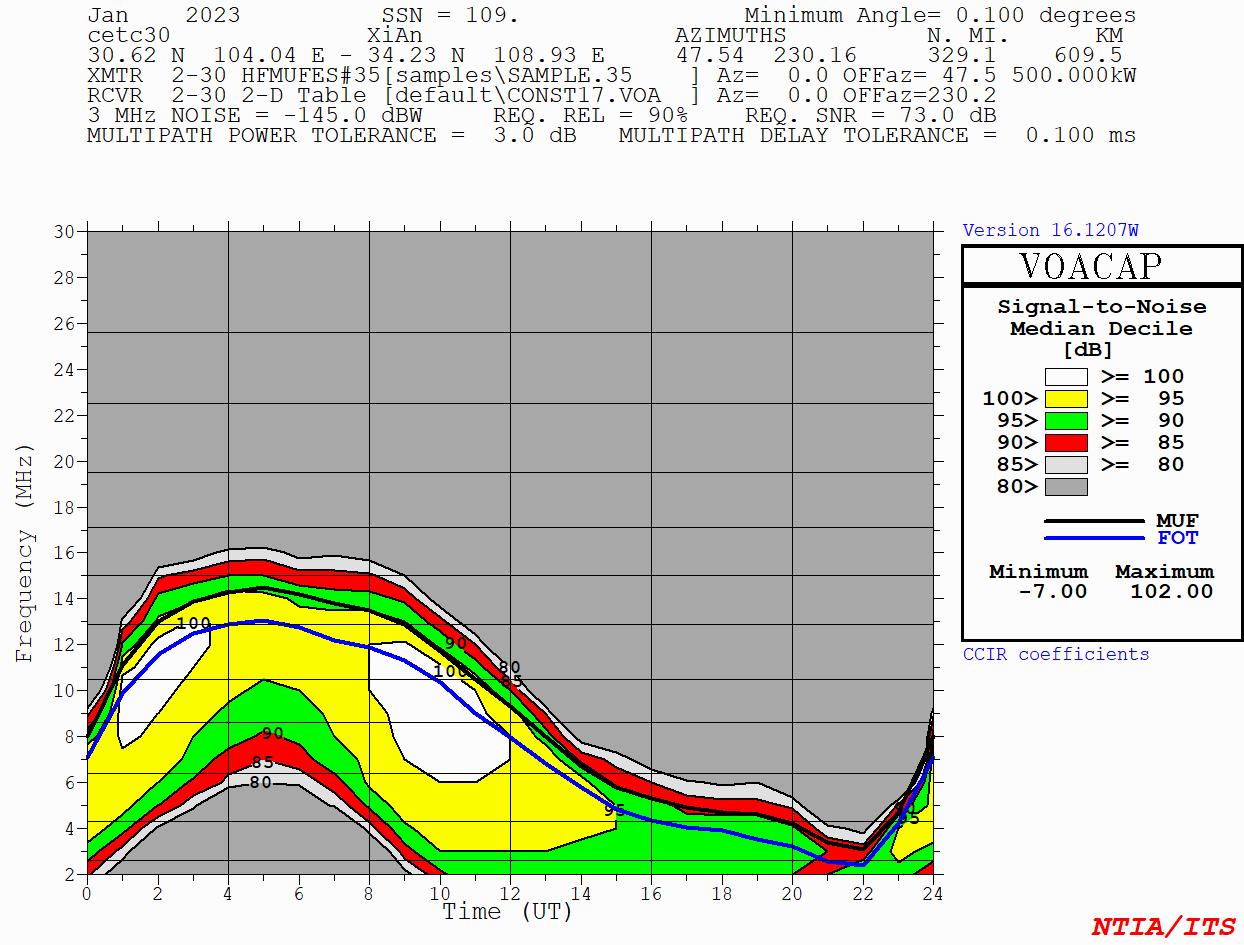 Jan    2023          SSN = 109.                Minimum Angle= 0.100 degrees
cetc30              XiAn                  AZIMUTHS          N. MI.      KM
30.62 N  104.04 E - 34.23 N  108.93 E     47.54  230.16     329.1    609.5
XMTR  2-30 HFMUFES#35[samples\SAMPLE.35    ] Az=  0.0 OFFaz= 47.5 500.000kW
RCVR  2-30 2-D Table [default\CONST17.VOA  ] Az=  0.0 OFFaz=230.2
3 MHz NOISE = -145.0 dBW     REQ. REL = 90%    REQ. SNR = 73.0 dB
MULTIPATH POWER TOLERANCE =  3.0 dB   MULTIPATH DELAY TOLERANCE =  0.100 ms
Version 16.1207W
VOACAP
Signal-to-Noise
Median Decile
[dB]
>= 100
100> >= 95
95> >= 90
90> >= 85
85> >= 80
80>
MUF
FOT
Minimum Maximum
-7.00 102.00
CCIR coefficients
Frequency (MHz)
30
28
26
24
22
20
18
16
14
12
10
8
6
4
2
100
90
100
80
85
90
85
80
95
95
0 2 4 6 8 10 12 14 16 18 20 22 24
Time (UT)
NTIA/ITS